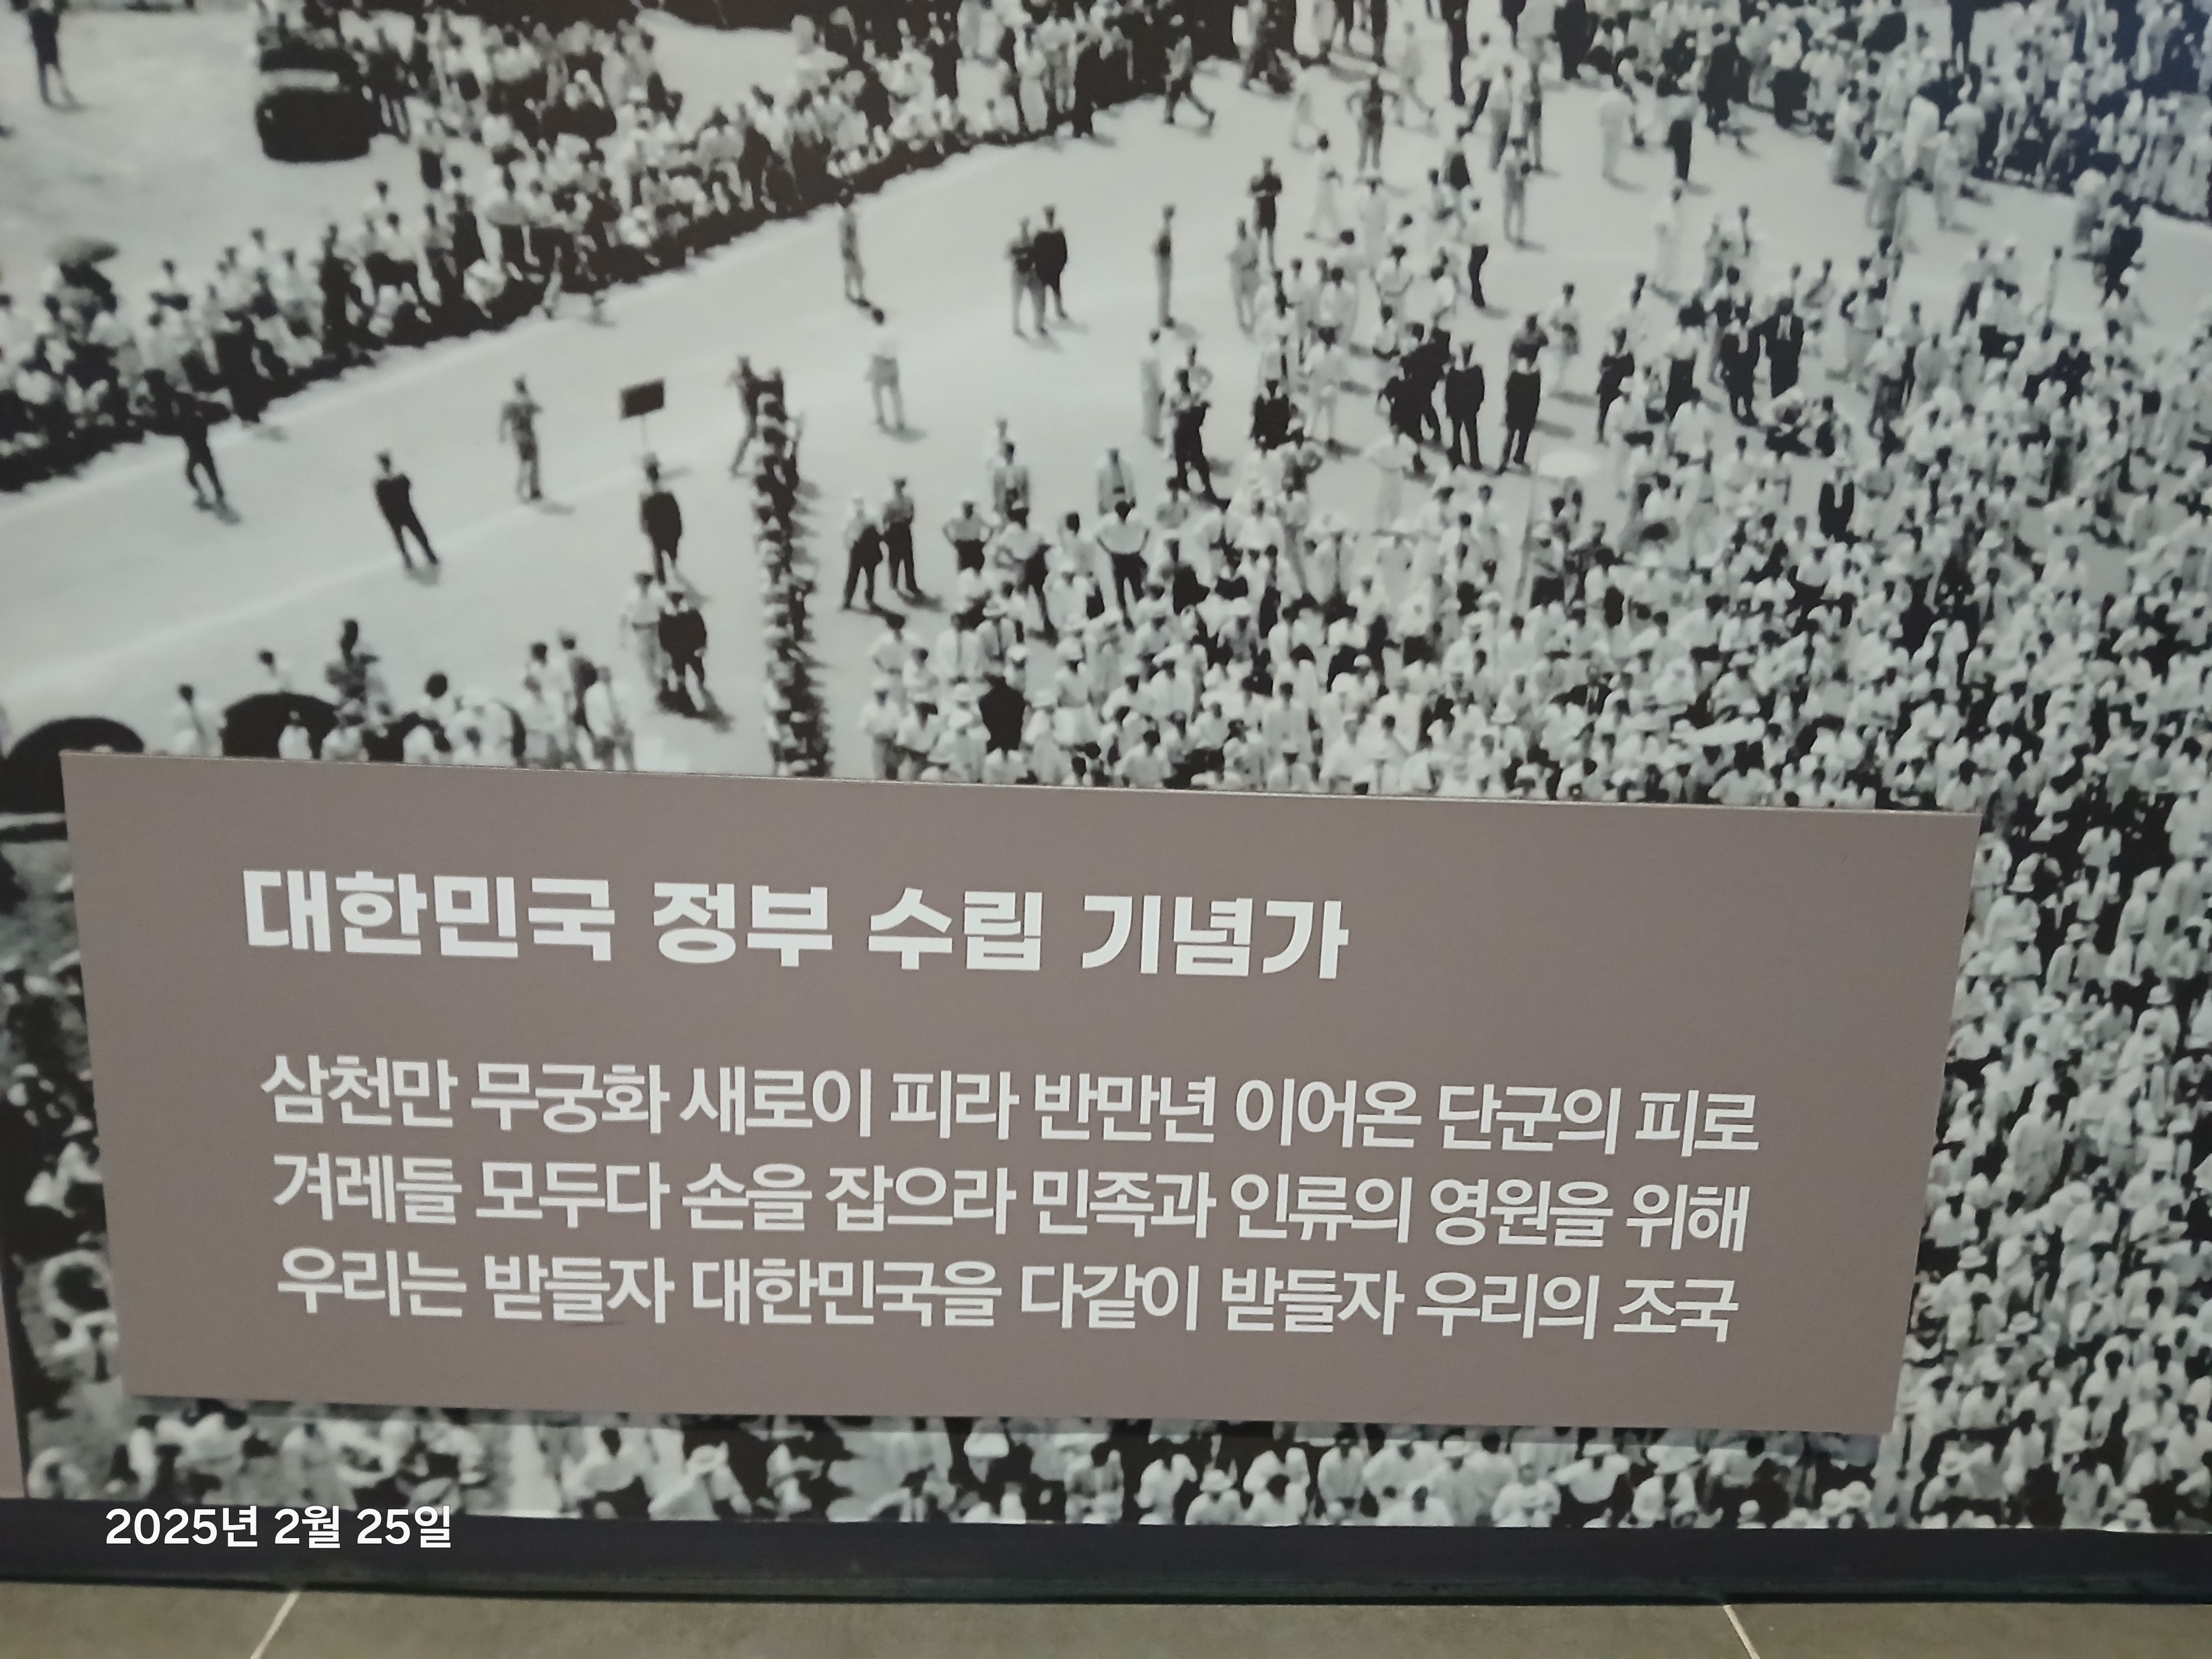 대한민국 정부 수립 기념가
삼천만 무궁화 새로이 피라 반만년 이어온 단군의 피로
겨레들 모두다 손을 잡으라 민족과 인류의 영원을 위해
우리는 받들자 대한민국을 다같이 받들자 우리의 조국
2025년 2월 25일